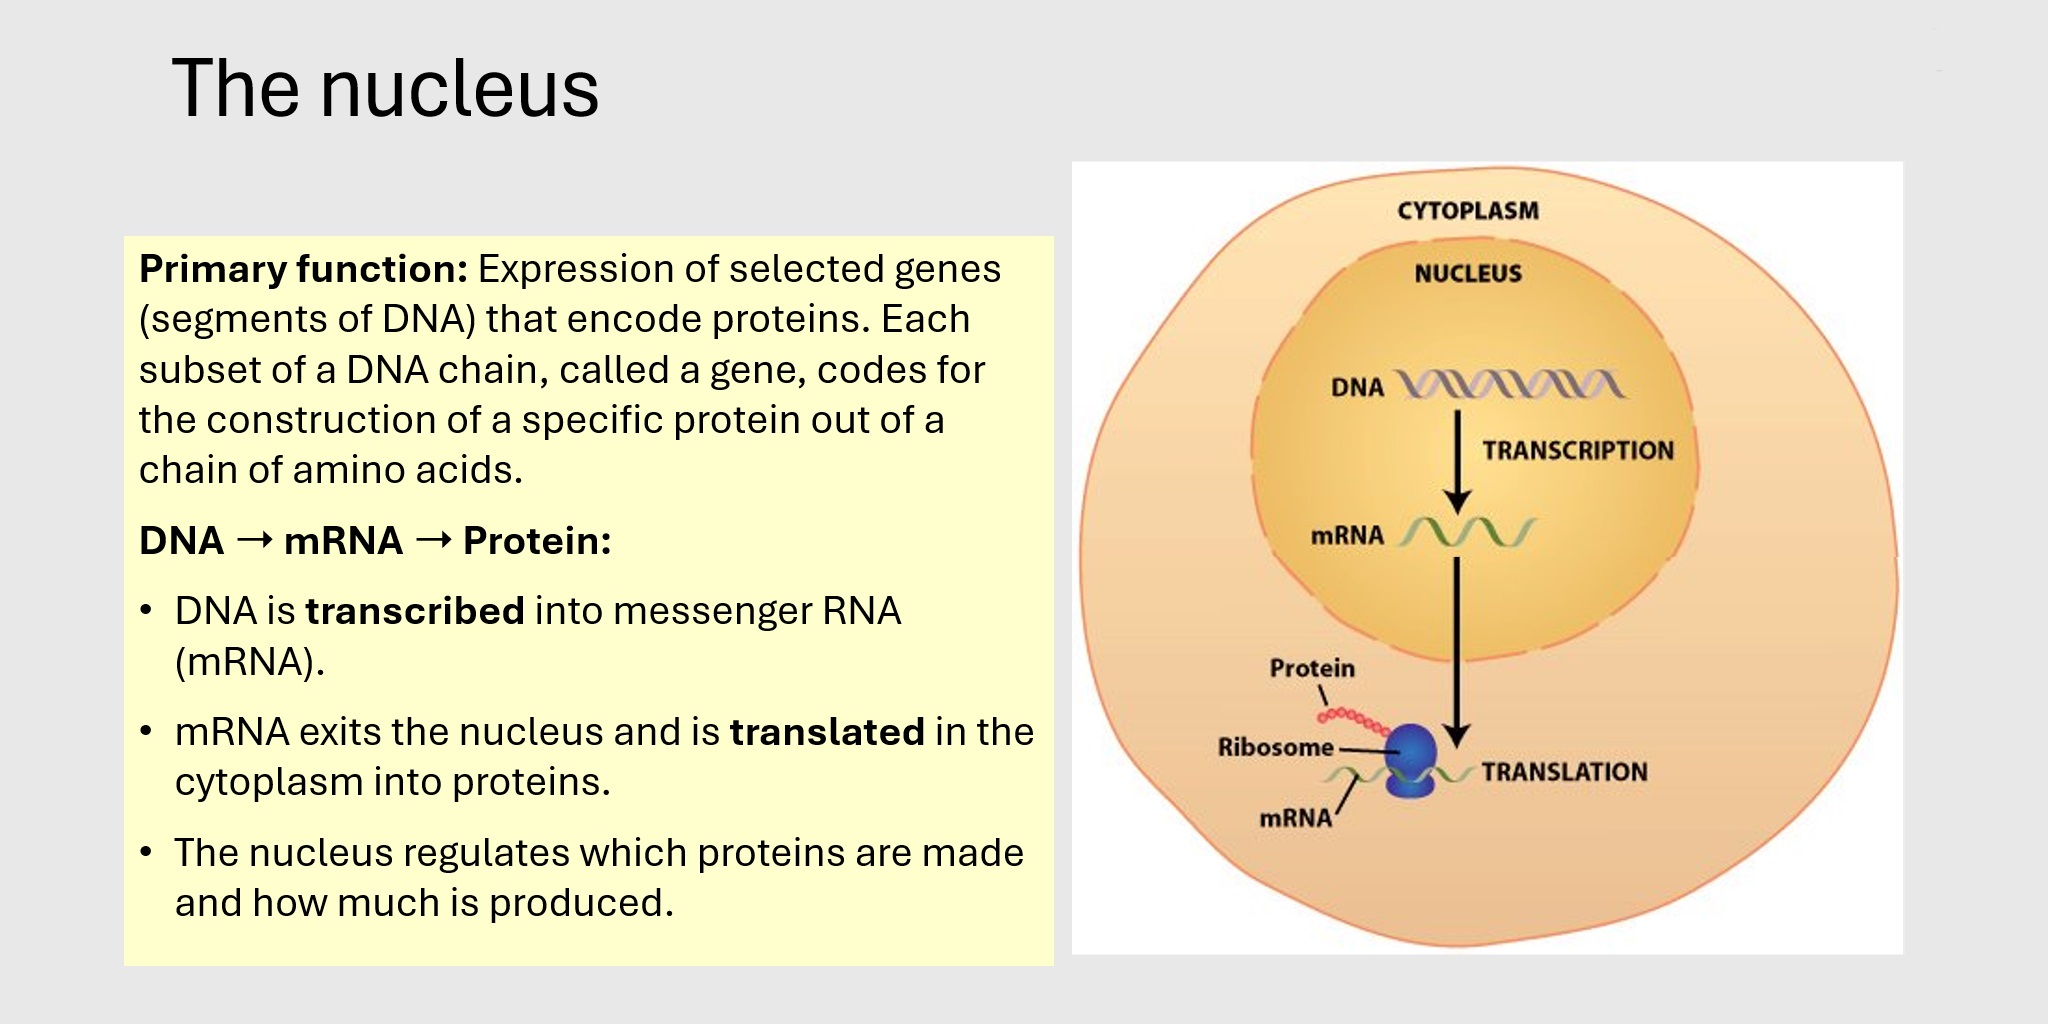 The nucleus
Primary function: Expression of selected genes
(segments of DNA) that encode proteins. Each
subset of a DNA chain, called a gene, codes for
the construction of a specific protein out of a
chain of amino acids.
DNA → mRNA → Protein:
• DNA is transcribed into messenger RNA
(mRNA).
• mRNA exits the nucleus and is translated in the
cytoplasm into proteins.
• The nucleus regulates which proteins are made
and how much is produced.
CYTOPLASM
NUCLEUS
DNA
TRANSCRIPTION
mRNA
Protein
Ribosome
TRANSLATION
mRNA